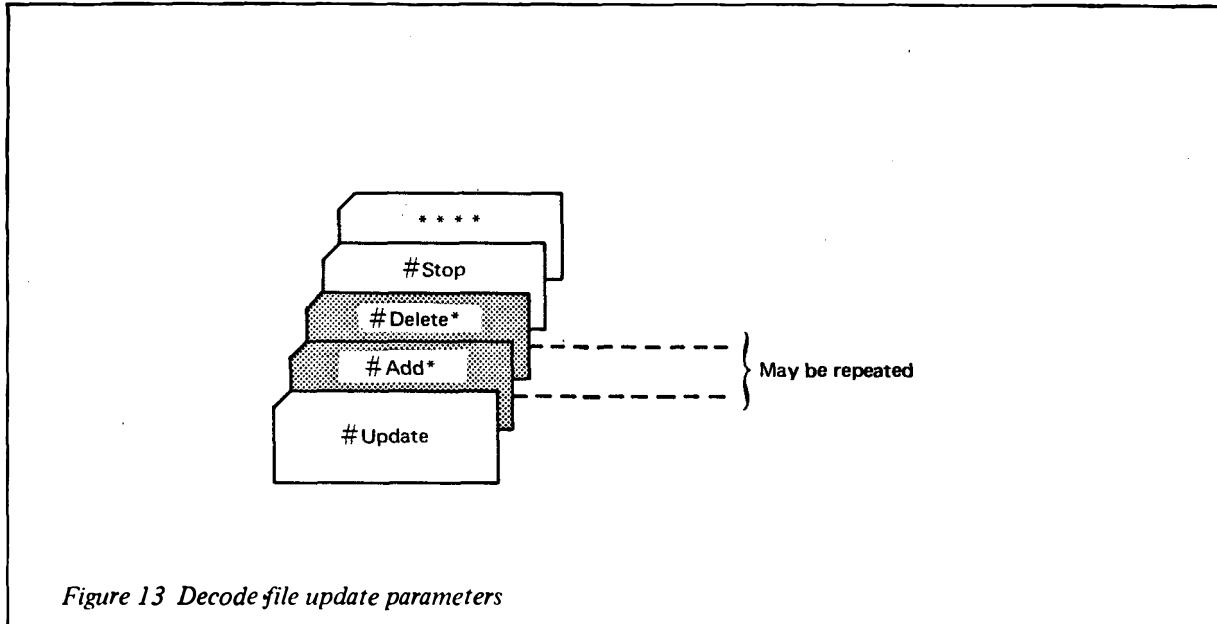 * * * *
#Stop
#Delete*
#Add*
May be repeated
#Update
Figure 13 Decode file update parameters